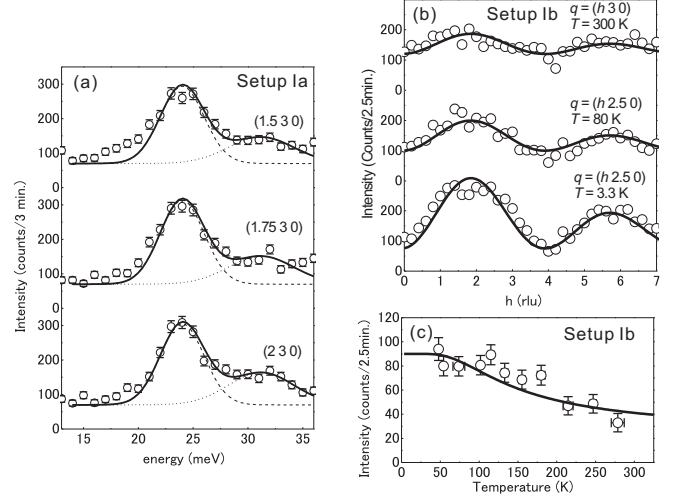 (a)
Setup Ia
(1.5 3 0)
(1.75 3 0)
(2 3 0)
300
200
100
0
300
200
100
0
300
200
100
0
15
20
25
30
35
Intensity (counts/3 min.)
energy (meV)
(b)
Setup Ib
q = (h 3 0)
T = 300 K
q = (h 2.5 0)
T = 80 K
q = (h 2.5 0)
T = 3.3 K
200
100
0
200
100
0
200
100
0
0
1
2
3
4
5
6
7
Intensity (Counts/2.5min.)
h (rlu)
(c)
Setup Ib
120
100
80
60
40
20
0
0
50
100
150
200
250
300
Intensity (counts/2.5min.)
Temperature (K)